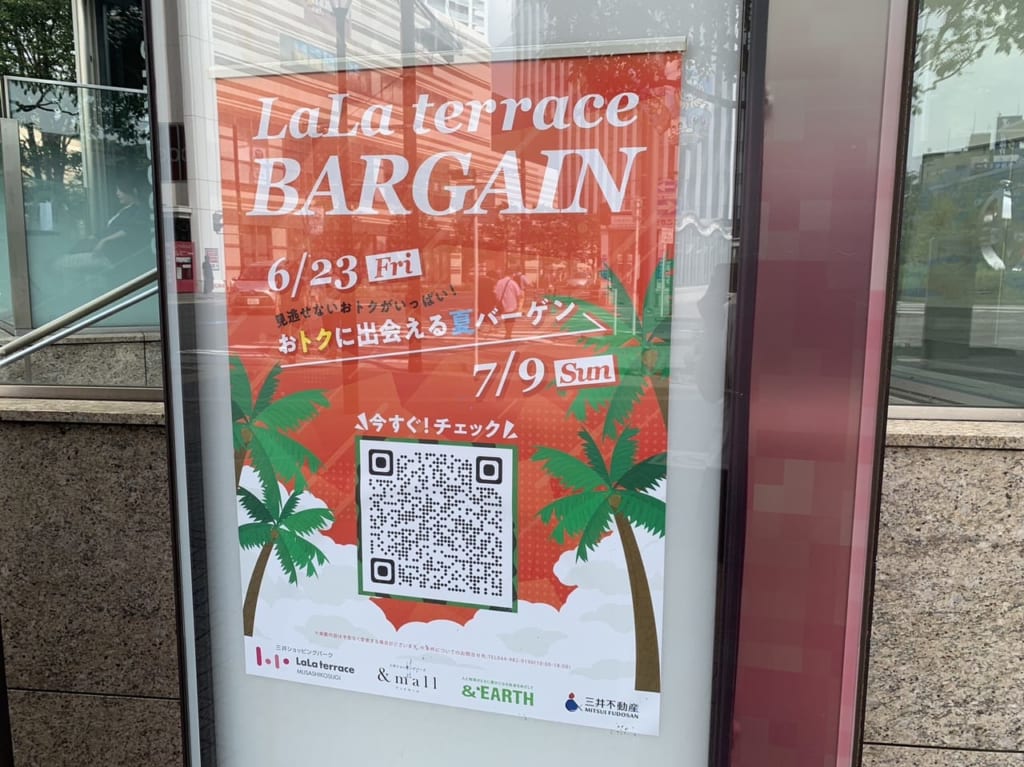 LaLa terrace
BARGAIN
6/23 Fri
見逃せないおトクがいっぱい!
おトクに出会える夏バーゲン
7/9 Sun
今すぐ!チェック
三井ショッピングパーク
LaLa terrace
MUSASHIKOSUGI
&mall
&EARTH
三井不動産
MITSUI FUDOSAN